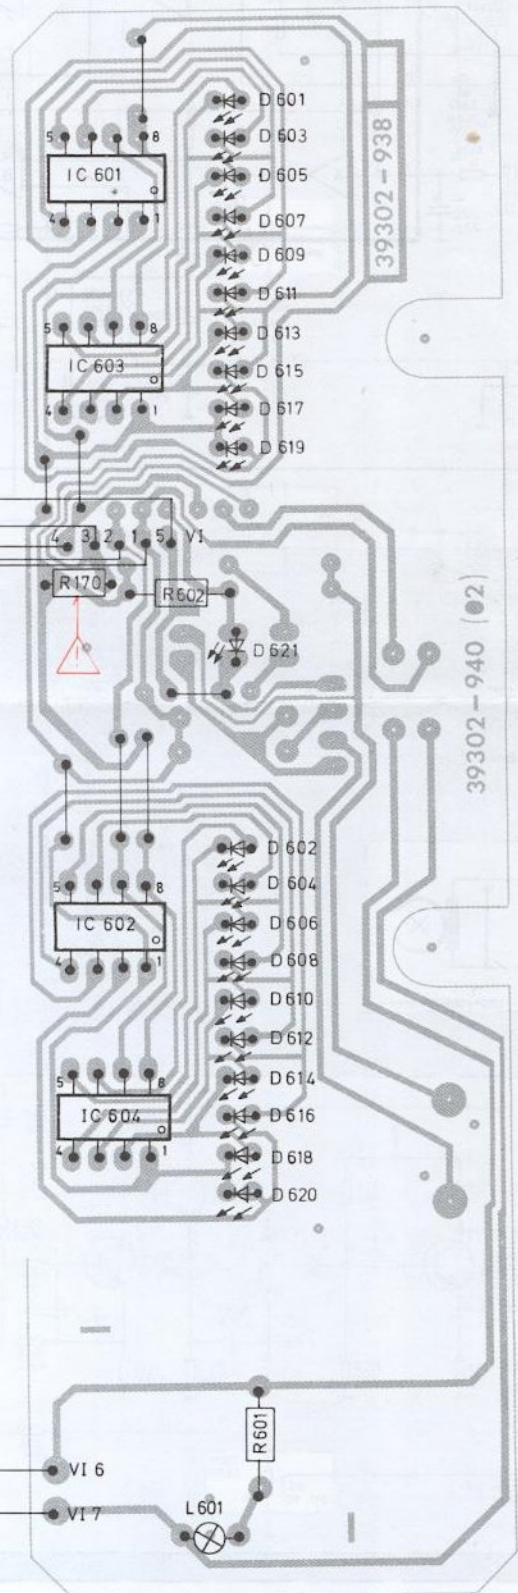 D 601
5 8 D 603
IC 601 D 605
4 1 D 607
39302-938
D 609
D 611
5 8 D 613
IC 603 D 615
4 1 D 617
D 619
4 3 2 1 5 VI
R170 R602
D 621
39302-940 (02)
D 602
5 8 D 604
IC 602 D 606
4 1 D 608
D 610
D 612
5 8 D 614
IC 604 D 616
4 1 D 618
D 620
R601
VI 6
VI 7 L601